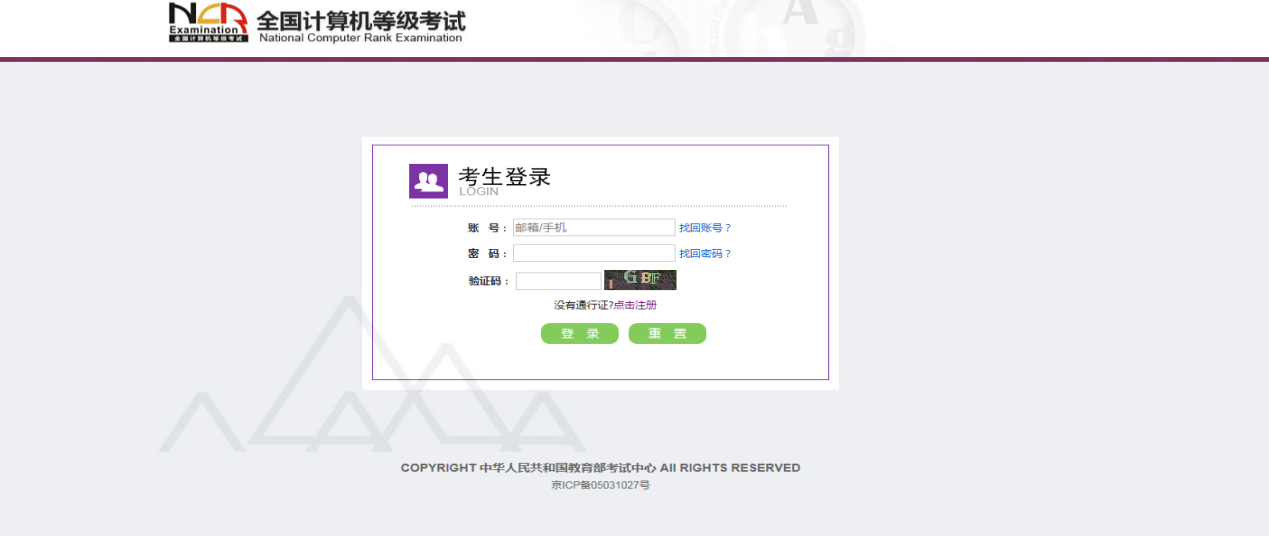 NCR
Examination
全国计算机等级考试
全国计算机等级考试
National Computer Rank Examination
A
g
考生登录
LOGIN
账 号： 邮箱/手机 找回账号？
密 码： 找回密码？
验证码： I G B F
没有通行证?点击注册
登 录 重 置
COPYRIGHT 中华人民共和国教育部考试中心 All RIGHTS RESERVED
京ICP备05031027号